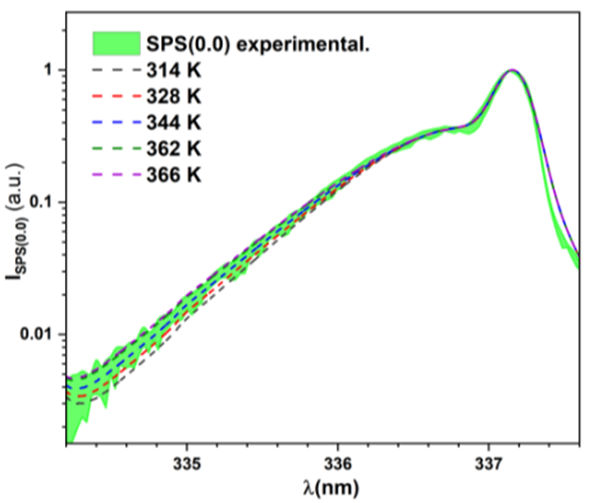 SPS(0.0) experimental.
314 K
328 K
344 K
362 K
366 K
1
0.1
0.01
I_SPS(0.0) (a.u.)
335
336
337
λ(nm)